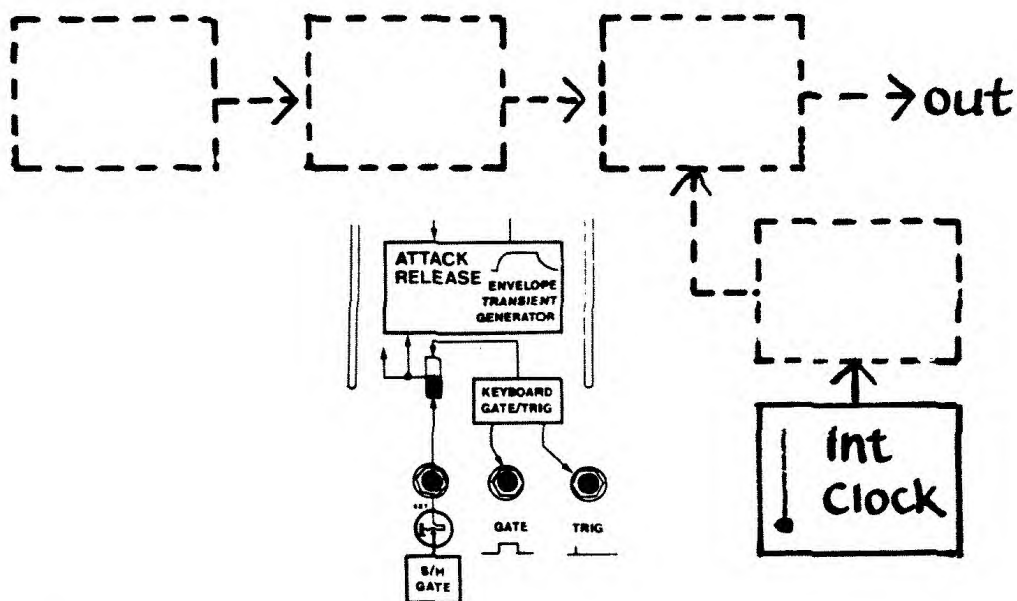 out
ATTACK
RELEASE
ENVELOPE
TRANSIENT
GENERATOR
KEYBOARD
GATE/TRIG
GATE
TRIG
S/H
GATE
Int
Clock